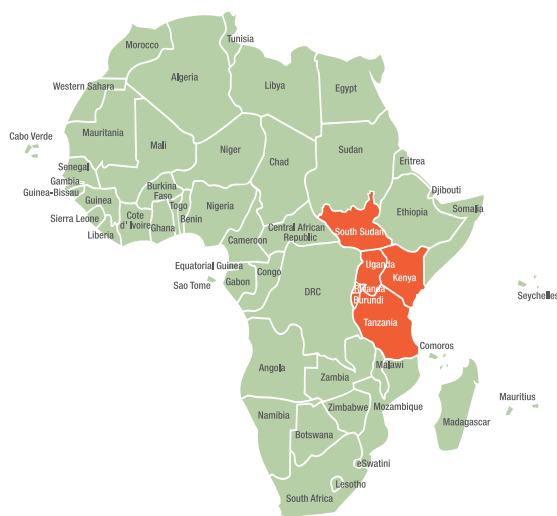 Tunisia
Morocco
Algeria
Libya
Egypt
Western Sahara
Mauritania
Mali
Niger
Chad
Sudan
Eritrea
Cabo Verde
Senegal
Gambia
Guinea-Bissau
Guinea
Sierra Leone
Liberia
Cote
d' Ivoire
Burkina
Faso
Ghana
Togo
Benin
Nigeria
Cameroon
Central African
Republic
South Sudan
Ethiopia
Djibouti
Somalia
Equatorial Guinea
Sao Tome
Gabon
Congo
DRC
Uganda
Kenya
Rwanda
Burundi
Tanzania
Seychelles
Comoros
Angola
Zambia
Malawi
Mozambique
Zimbabwe
Namibia
Botswana
Madagascar
Mauritius
eSwatini
Lesotho
South Africa